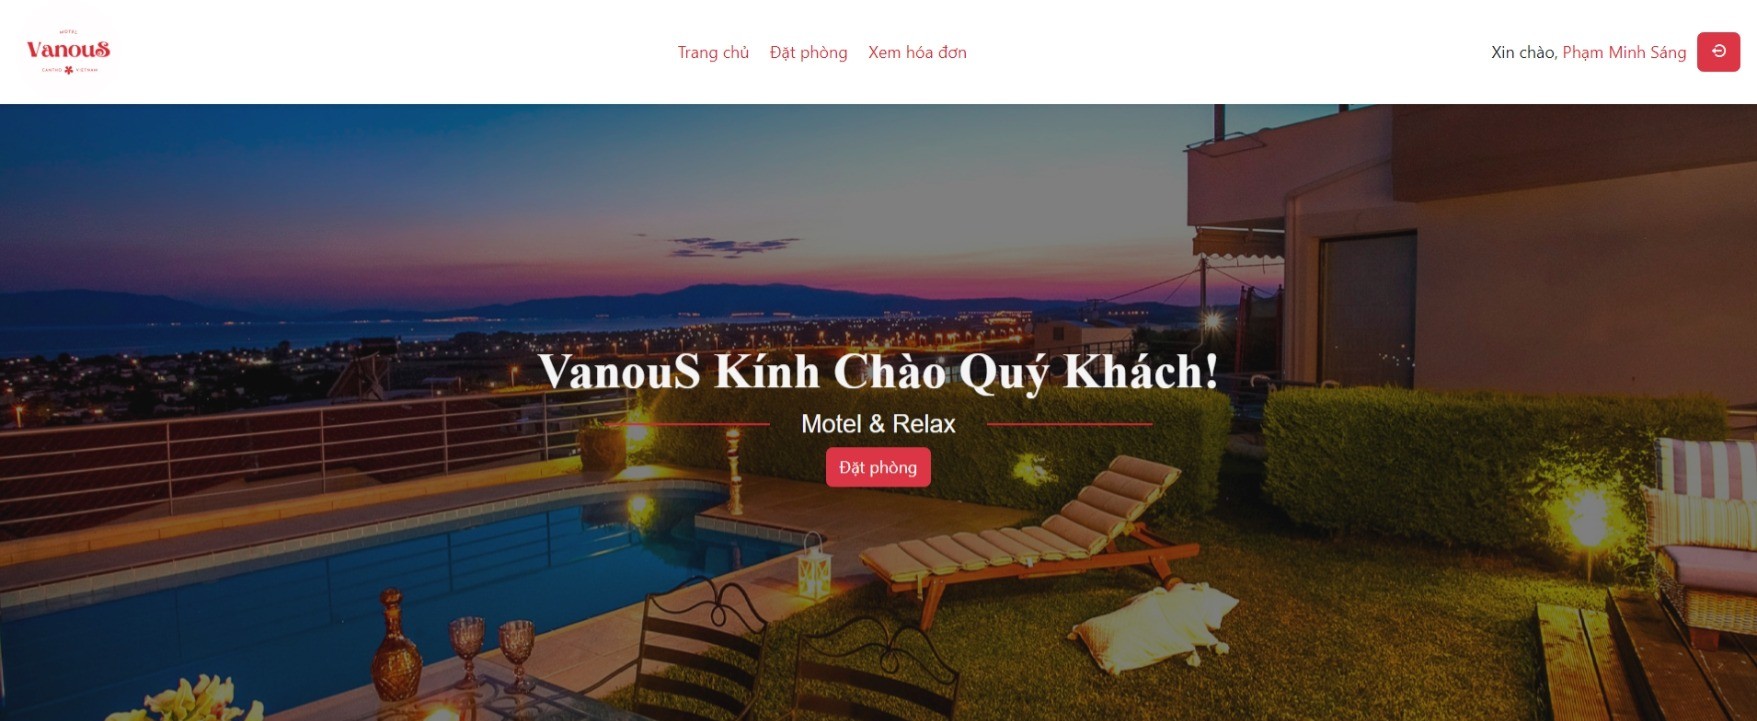 MOTEL
VanouS
CANTHO VIETNAM
Trang chủ Đặt phòng Xem hóa đơn
Xin chào, Phạm Minh Sáng
VanouS Kính Chào Quý Khách!
Motel & Relax
Đặt phòng